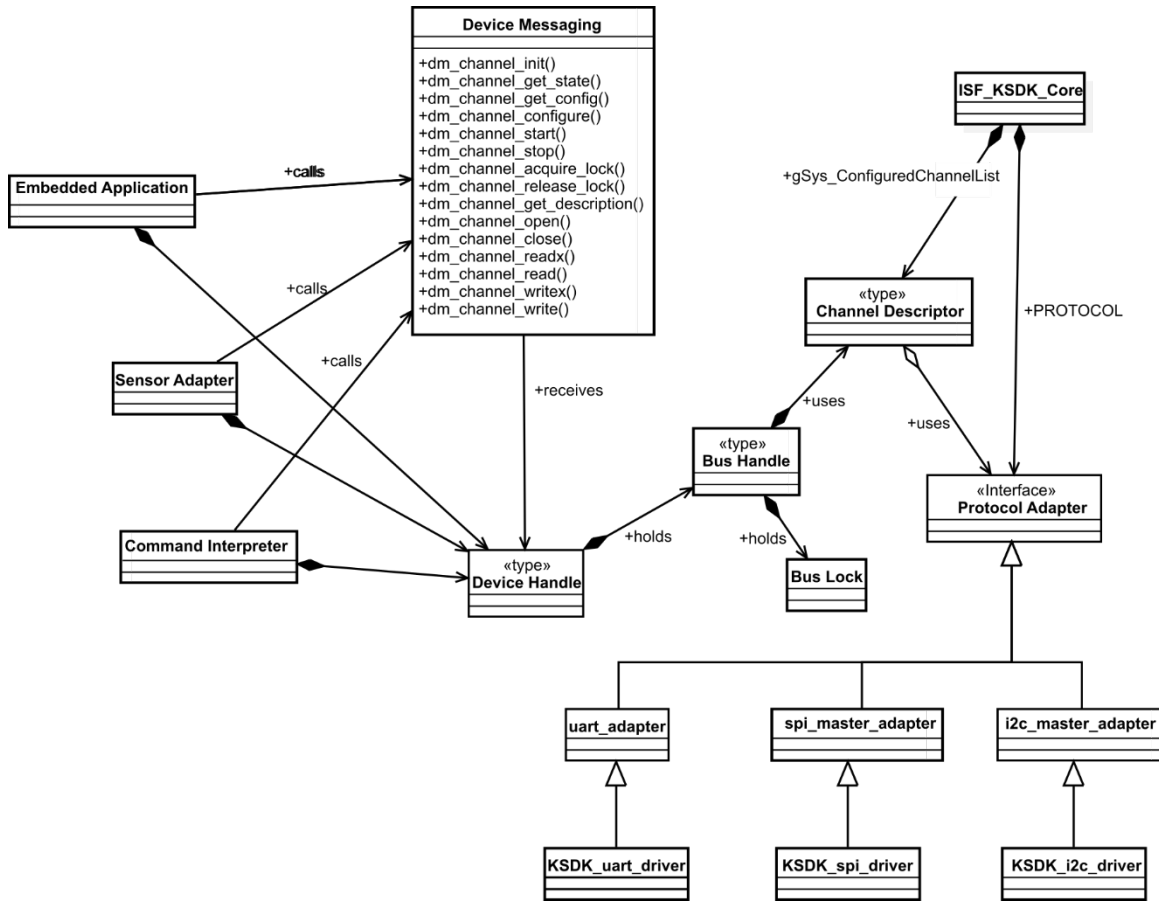 Device Messaging
+dm_channel_init()
+dm_channel_get_state()
+dm_channel_get_config()
+dm_channel_configure()
+dm_channel_start()
+dm_channel_stop()
+dm_channel_acquire_lock()
+dm_channel_release_lock()
+dm_channel_get_description()
+dm_channel_open()
+dm_channel_close()
+dm_channel_readx()
+dm_channel_read()
+dm_channel_writex()
+dm_channel_write()
ISF_KSDK_Core
+calls
Embedded Application
+gSys_ConfiguredChannelList
+calls
«type»
Channel Descriptor
+PROTOCOL
+calls
Sensor Adapter
+receives
+uses
+uses
«type»
Bus Handle
«Interface»
Protocol Adapter
Command Interpreter
+holds
+holds
«type»
Device Handle
Bus Lock
uart_adapter
spi_master_adapter
i2c_master_adapter
KSDK_uart_driver
KSDK_spi_driver
KSDK_i2c_driver